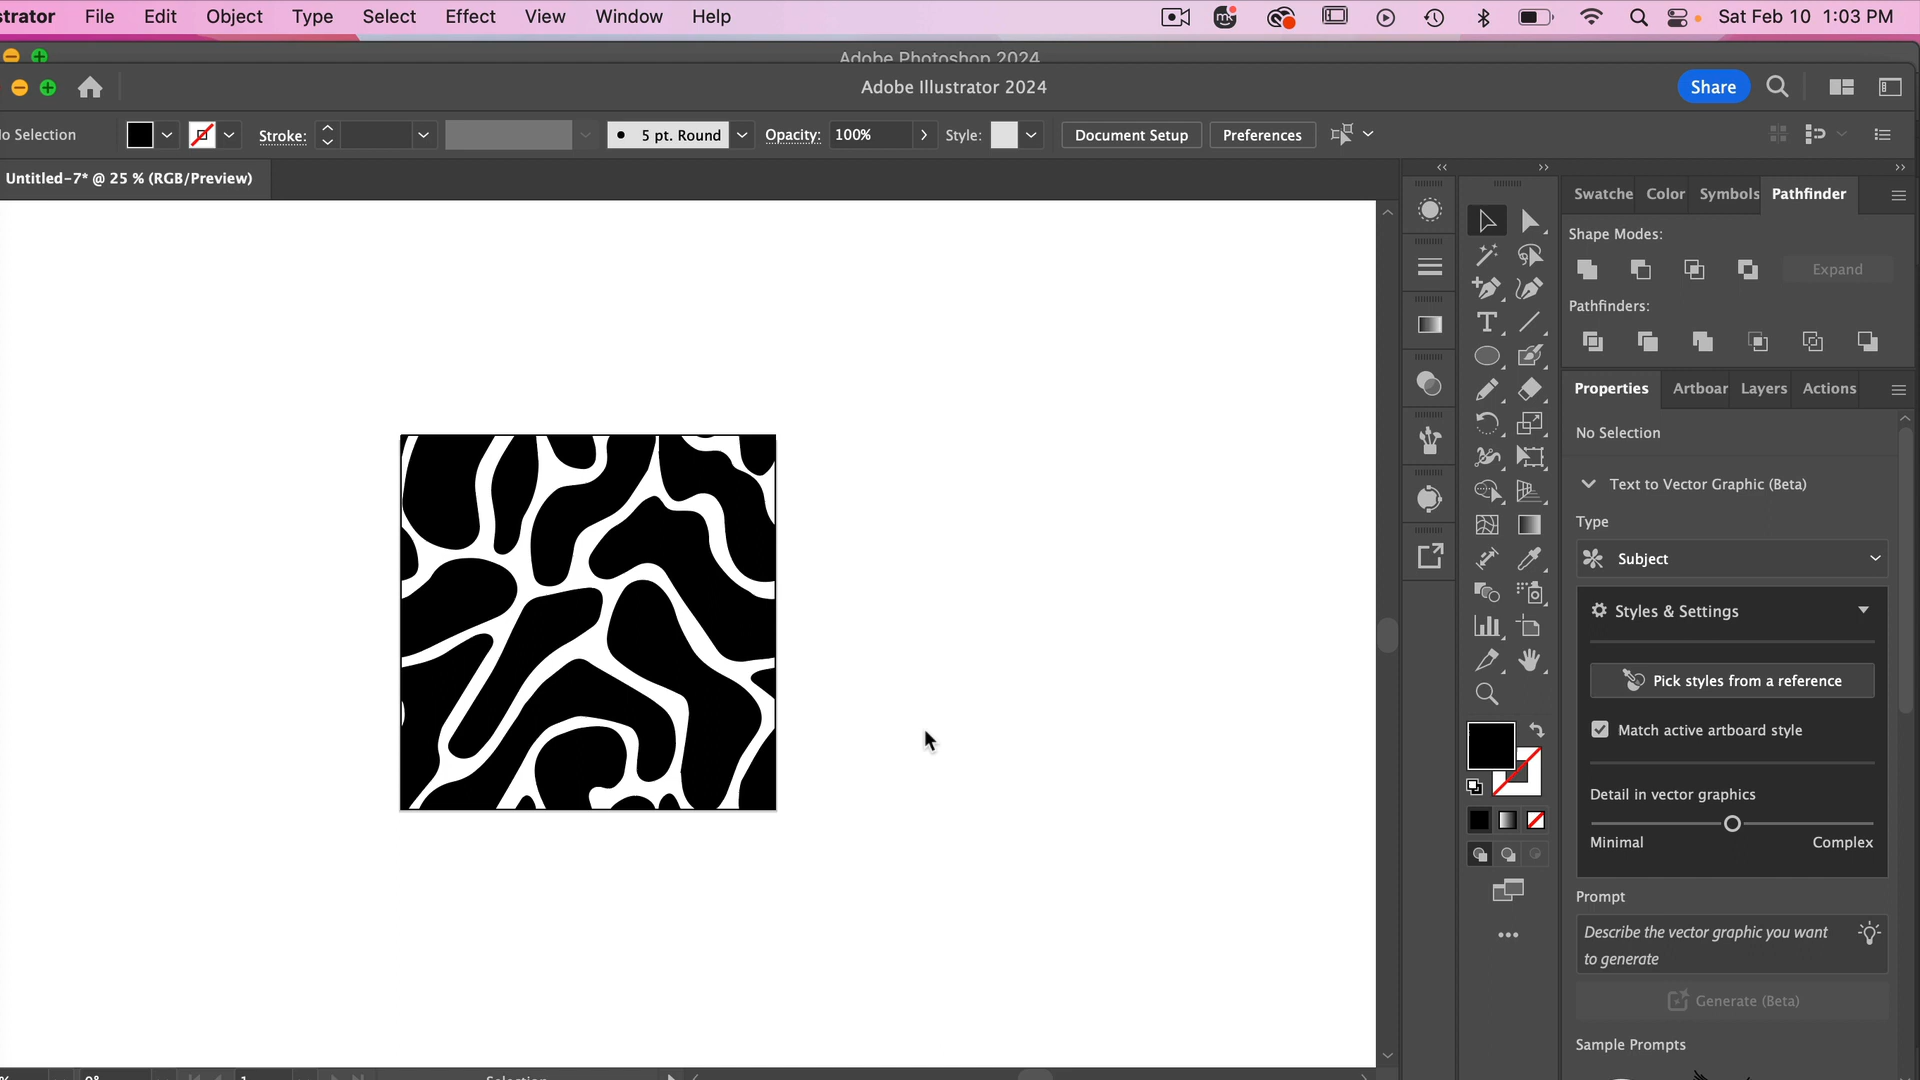 strator File Edit Object Type Select Effect View Window Help Sat Feb 10 1:03 PM
Adobe Photoshop 2024
Adobe Illustrator 2024 Share
o Selection Stroke: 5 pt. Round Opacity: 100% Style: Document Setup Preferences
Untitled-7* @ 25 % (RGB/Preview)
Swatche Color Symbols Pathfinder
Shape Modes:
Expand
Pathfinders:
Properties Artboar Layers Actions
No Selection
Text to Vector Graphic (Beta)
Type
Subject
Styles & Settings
Pick styles from a reference
Match active artboard style
Detail in vector graphics
Minimal Complex
Prompt
Describe the vector graphic you want
to generate
Generate (Beta)
Sample Prompts